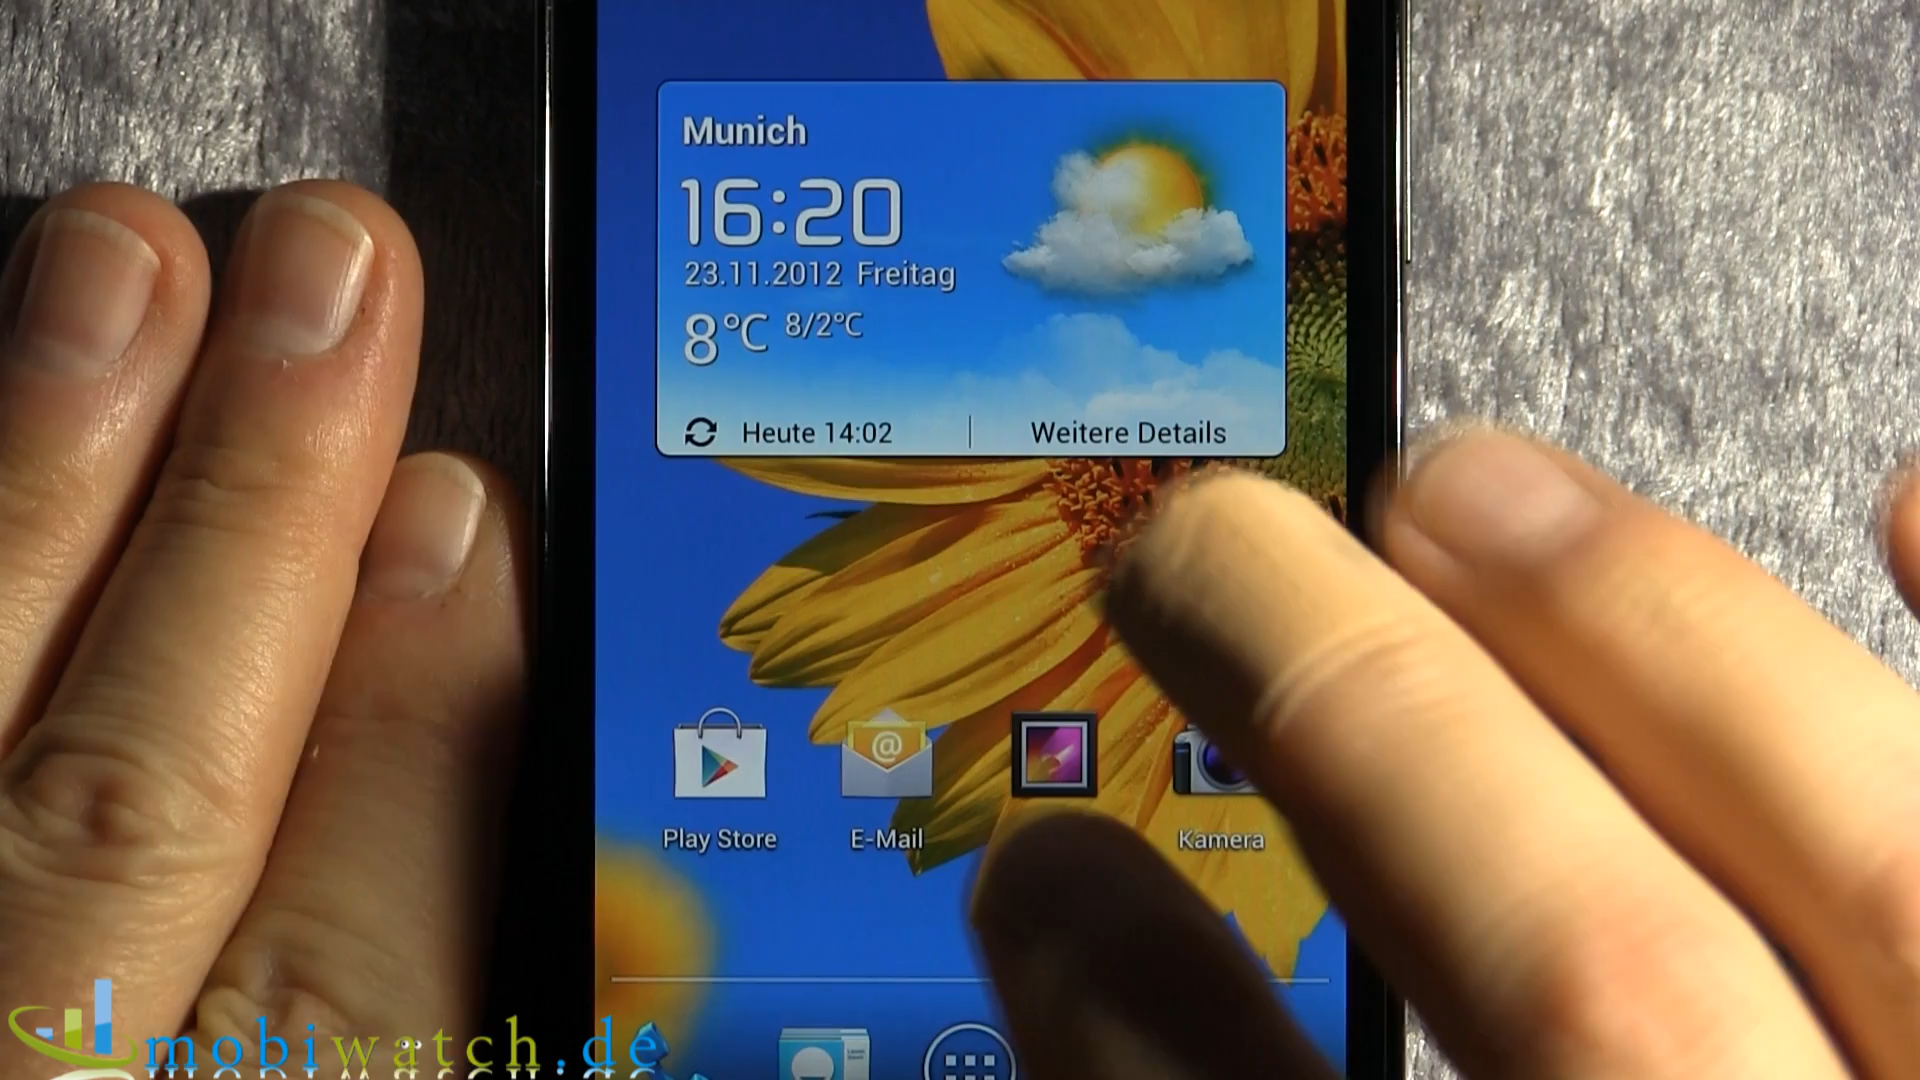 Munich
16:20
23.11.2012 Freitag
8°C 8/2°C
Heute 14:02
Weitere Details
@
Play Store
E-Mail
Kamera
mobiwatch.de